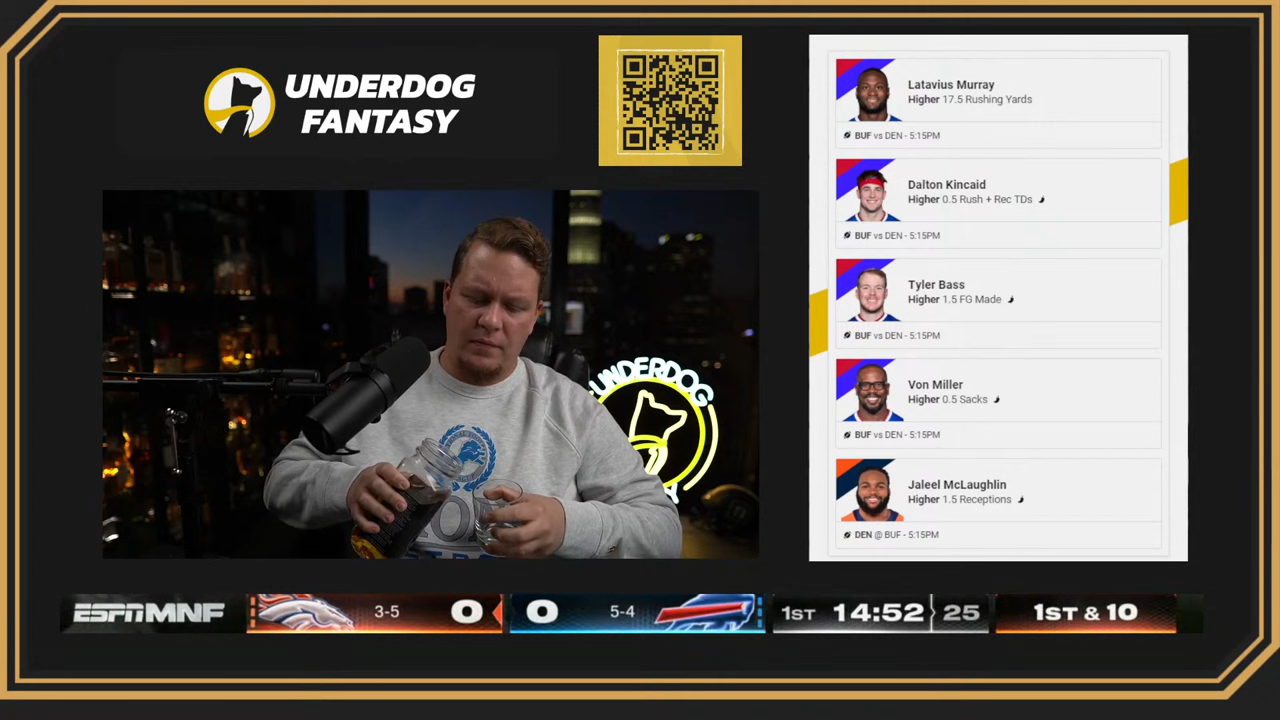 UNDERDOG
FANTASY
Latavius Murray
Higher 17.5 Rushing Yards
BUF vs DEN - 5:15PM
Dalton Kincaid
Higher 0.5 Rush + Rec TDs
BUF vs DEN - 5:15PM
Tyler Bass
Higher 1.5 FG Made
BUF vs DEN - 5:15PM
Von Miller
Higher 0.5 Sacks
BUF vs DEN - 5:15PM
Jaleel McLaughlin
Higher 1.5 Receptions
DEN @ BUF - 5:15PM
UNDERDOG
ESPN MNF
3-5 0
0 5-4
1ST 14:52 25
1ST & 10